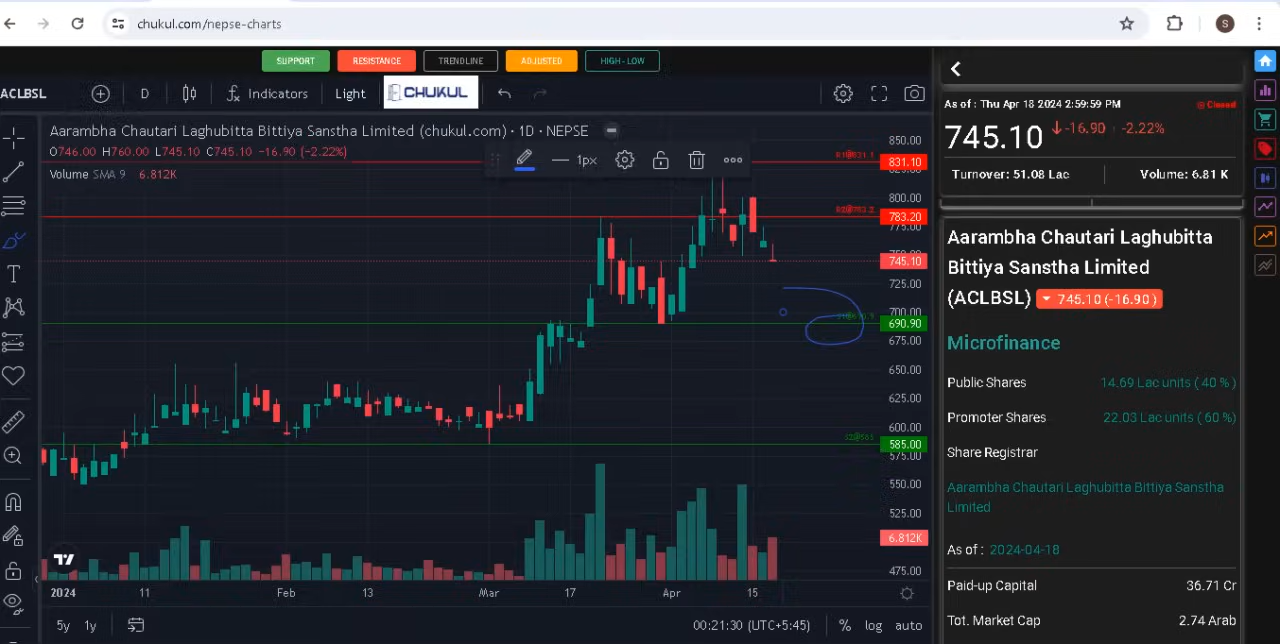 chukul.com/nepse-charts
S
SUPPORT RESISTANCE TRENDLINE ADJUSTED HIGH - LOW
ACLBSL D Indicators Light CHUKUL
Aarambha Chautari Laghubitta Bittiya Sanstha Limited (chukul.com) · 1D · NEPSE
O746.00 H760.00 L745.10 C745.10 -16.90 (-2.22%)
Volume SMA 9 6.812K
1px
850.00
831.10
825.00
800.00
783.20
775.00
745.10
725.00
700.00
690.90
675.00
650.00
625.00
600.00
585.00
575.00
550.00
525.00
6.812K
475.00
2024 11 Feb 13 Mar 17 Apr 15
5y 1y 00:21:30 (UTC+5:45) % log auto
As of : Thu Apr 18 2024 2:59:59 PM Closed
745.10 -16.90 -2.22%
Turnover: 51.08 Lac Volume: 6.81 K
Aarambha Chautari Laghubitta
Bittiya Sanstha Limited
(ACLBSL) 745.10 (-16.90 )
Microfinance
Public Shares 14.69 Lac units ( 40 % )
Promoter Shares 22.03 Lac units ( 60 %)
Share Registrar
Aarambha Chautari Laghubitta Bittiya Sanstha
Limited
As of : 2024-04-18
Paid-up Capital 36.71 Cr
Tot. Market Cap 2.74 Arab